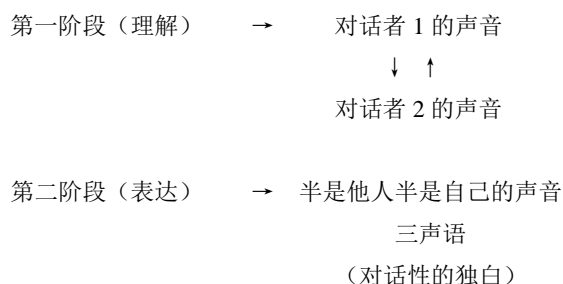 第一阶段（理解） → 对话者 1 的声音
↓ ↑
对话者 2 的声音
第二阶段（表达） → 半是他人半是自己的声音
三声语
（对话性的独白）